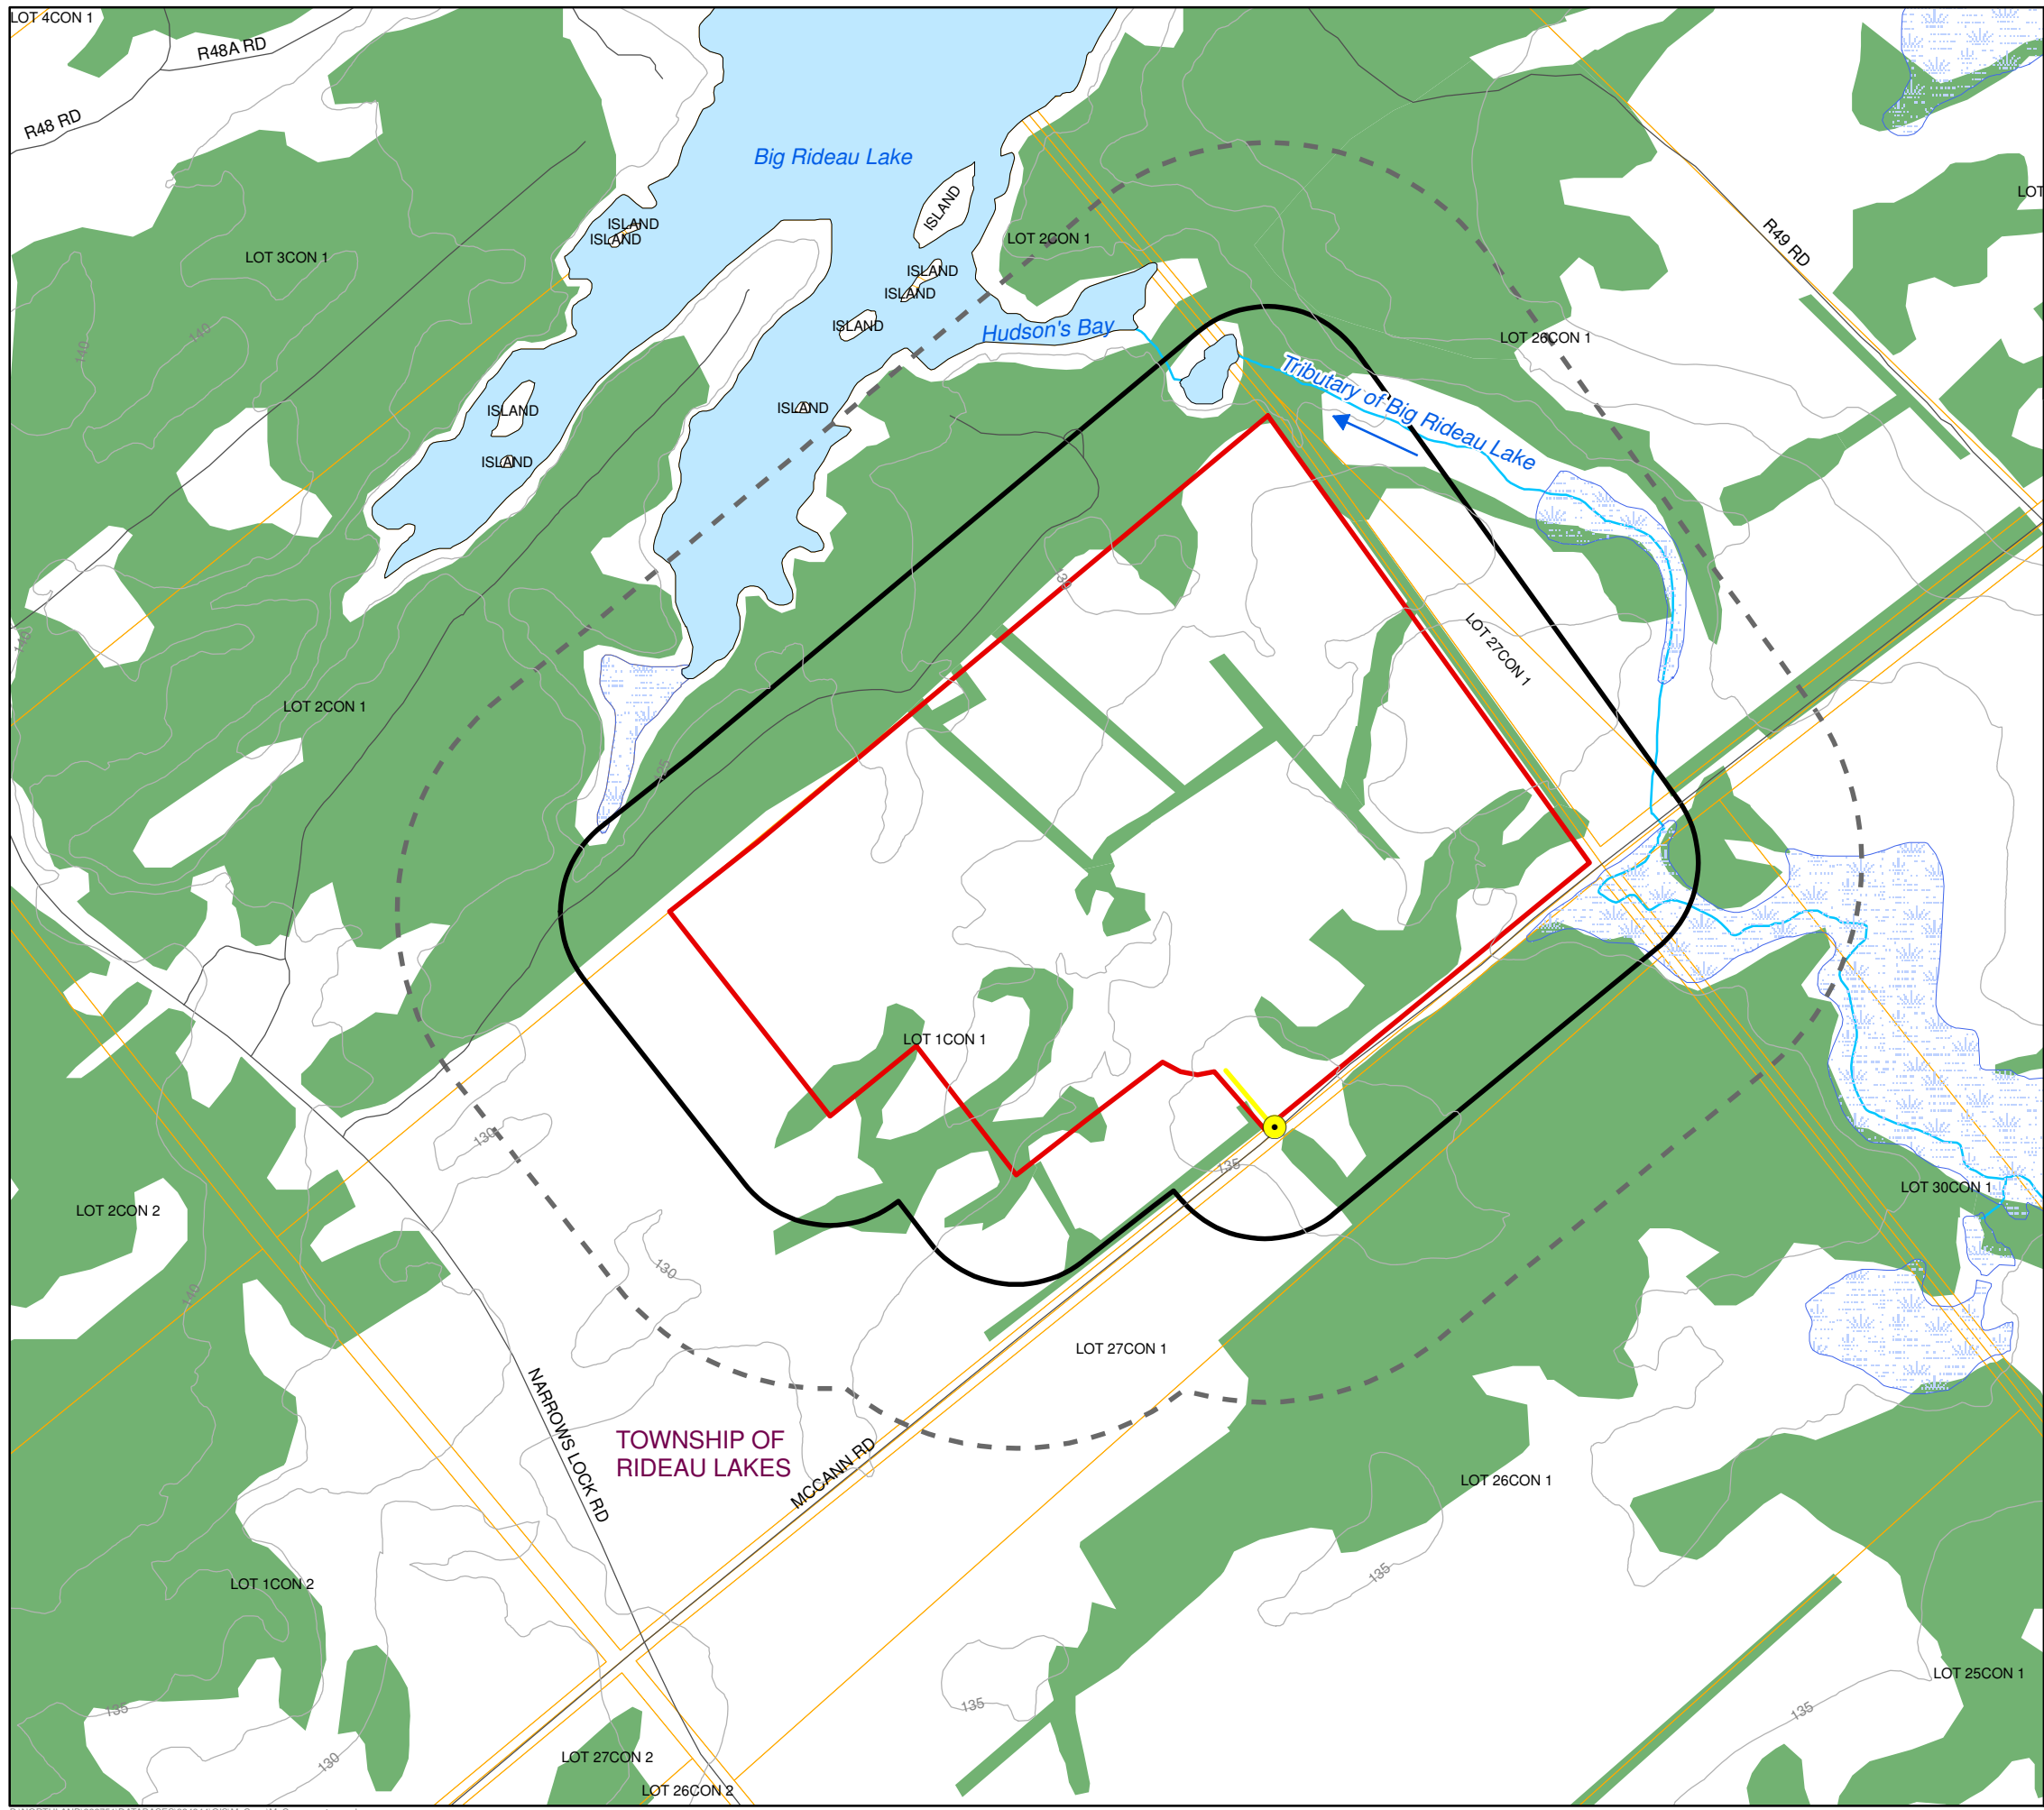 LOT 4CON 1
R48A RD
R48 RD
Big Rideau Lake
ISLAND
LOT
ISLAND
ISLAND
LOT 2CON 1
R49 RD
LOT 3CON 1
ISLAND
ISLAND
ISLAND
Hudson's Bay
LOT 26CON 1
140
140
Tributary of Big Rideau Lake
ISLAND
ISLAND
ISLAND
140
LOT 27CON 1
LOT 2CON 1
LOT 1CON 1
130
135
LOT 2CON 2
LOT 30CON 1
130
140
LOT 27CON 1
NARROWS LOCK RD
TOWNSHIP OF
RIDEAU LAKES
MCCANN RD
LOT 26CON 1
135
LOT 1CON 2
LOT 25CON 1
135
135
135
130
LOT 27CON 2
LOT 26CON 2